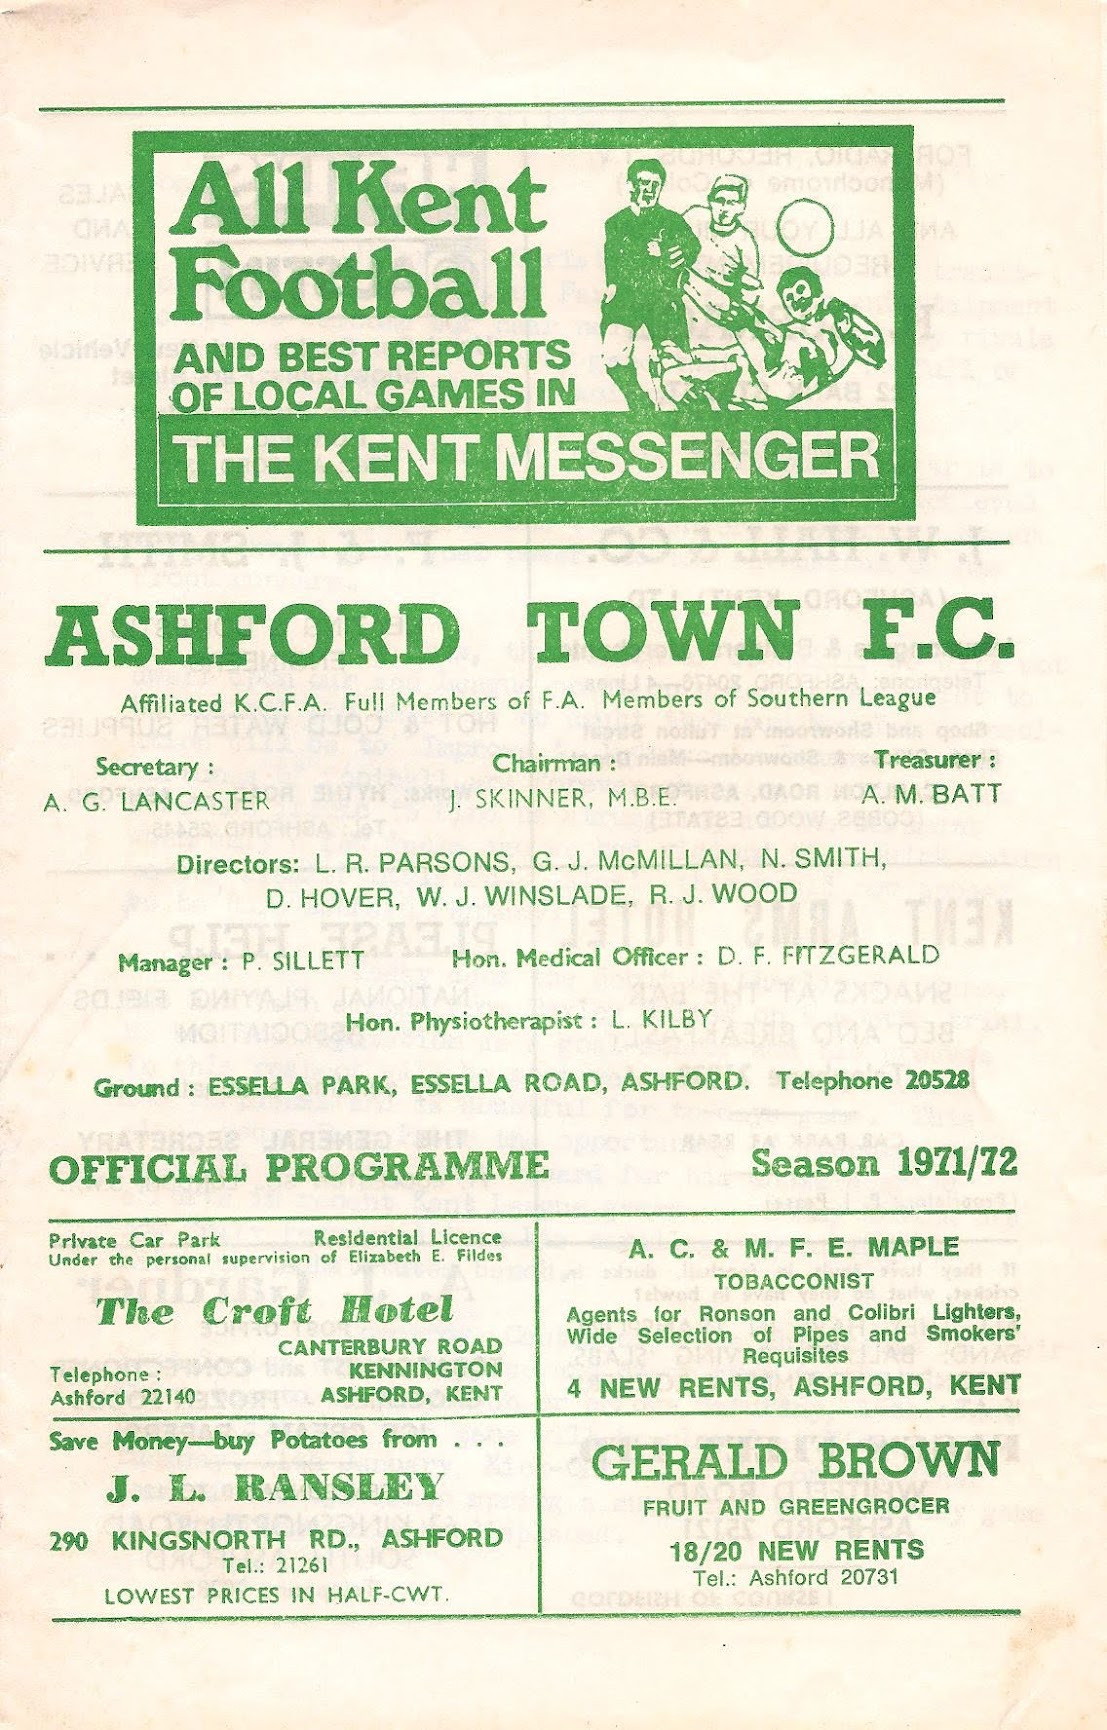 All Kent
Football
AND BEST REPORTS
OF LOCAL GAMES IN
THE KENT MESSENGER
ASHFORD TOWN F.C.
Affiliated K.C.F.A. Full Members of F.A. Members of Southern League
Secretary : Chairman : Treasurer :
A. G. LANCASTER J. SKINNER, M.B.E. A. M. BATT
Directors: L. R. PARSONS, G. J. McMILLAN, N. SMITH,
D. HOVER, W. J. WINSLADE, R. J. WOOD
Manager : P. SILLETT Hon. Medical Officer : D. F. FITZGERALD
Hon. Physiotherapist : L. KILBY
Ground : ESSELLA PARK, ESSELLA ROAD, ASHFORD. Telephone 20528
OFFICIAL PROGRAMME Season 1971/72
Private Car Park Residential Licence
Under the personal supervision of Elizabeth E. Fildes
The Croft Hotel
CANTERBURY ROAD
Telephone : KENNINGTON
Ashford 22140 ASHFORD, KENT
A. C. & M. F. E. MAPLE
TOBACCONIST
Agents for Ronson and Colibri Lighters,
Wide Selection of Pipes and Smokers'
Requisites
4 NEW RENTS, ASHFORD, KENT
Save Money—buy Potatoes from . . .
J. L. RANSLEY
290 KINGSNORTH RD., ASHFORD
Tel.: 21261
LOWEST PRICES IN HALF-CWT.
GERALD BROWN
FRUIT AND GREENGROCER
18/20 NEW RENTS
Tel.: Ashford 20731